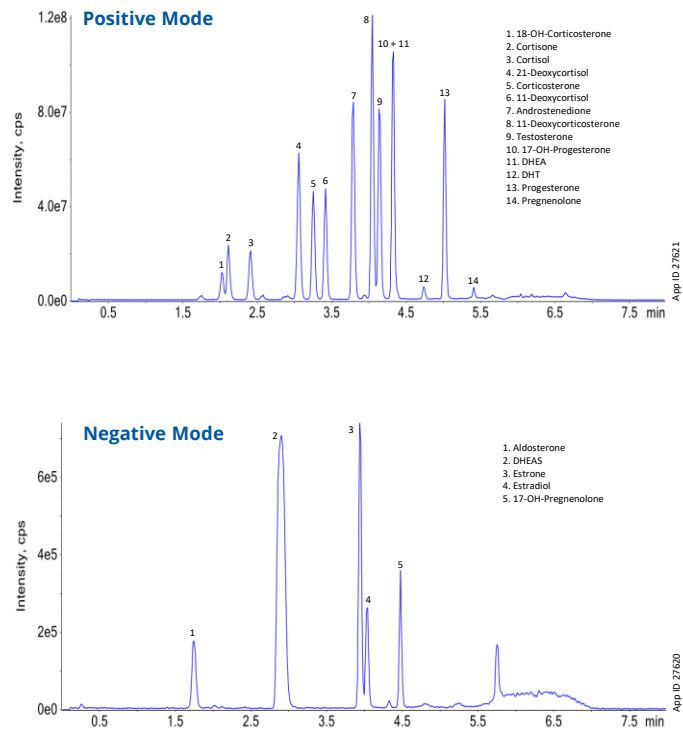 Positive Mode
Intensity, cps
1.2e8
8.0e7
4.0e7
0.0e0
0.5
1.5
2.5
3.5
4.5
5.5
6.5
7.5 min
1
2
3
4
5
6
7
8
9
10 + 11
12
13
14
1. 18-OH-Corticosterone
2. Cortisone
3. Cortisol
4. 21-Deoxycortisol
5. Corticosterone
6. 11-Deoxycortisol
7. Androstenedione
8. 11-Deoxycorticosterone
9. Testosterone
10. 17-OH-Progesterone
11. DHEA
12. DHT
13. Progesterone
14. Pregnenolone
App ID 27621
Negative Mode
Intensity, cps
6e5
4e5
2e5
0e0
0.5
1.5
2.5
3.5
4.5
5.5
6.5
7.5 min
1
2
3
4
5
1. Aldosterone
2. DHEAS
3. Estrone
4. Estradiol
5. 17-OH-Pregnenolone
App ID 27620